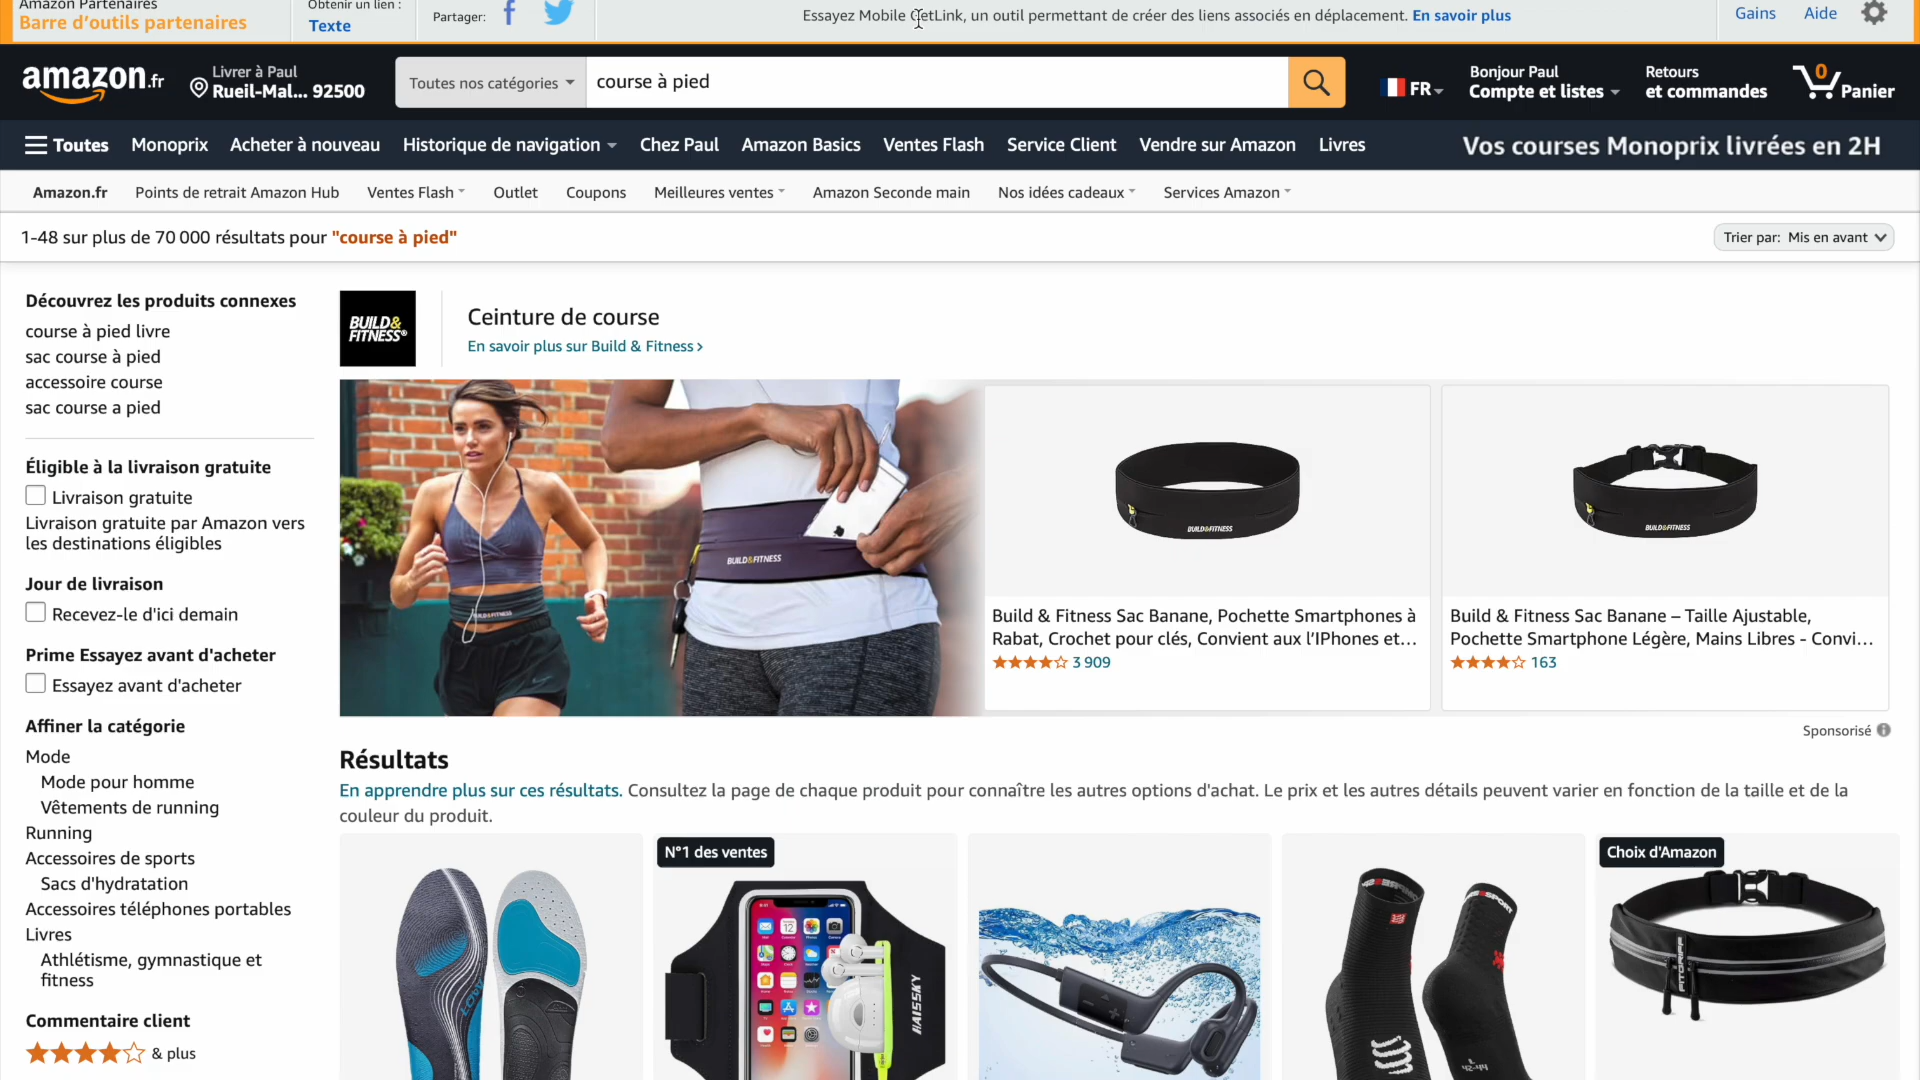 Amazon Partenaires
Barre d'outils partenaires
Obtenir un lien :
Texte
Partager:
Essayez Mobile GetLink, un outil permettant de créer des liens associés en déplacement. En savoir plus
Gains
Aide
amazon.fr
Livrer à Paul
Rueil-Mal... 92500
Toutes nos catégories
course à pied
FR
Bonjour Paul
Compte et listes
Retours
et commandes
0
Panier
Toutes
Monoprix
Acheter à nouveau
Historique de navigation
Chez Paul
Amazon Basics
Ventes Flash
Service Client
Vendre sur Amazon
Livres
Vos courses Monoprix livrées en 2H
Amazon.fr
Points de retrait Amazon Hub
Ventes Flash
Outlet
Coupons
Meilleures ventes
Amazon Seconde main
Nos idées cadeaux
Services Amazon
1-48 sur plus de 70 000 résultats pour "course à pied"
Trier par: Mis en avant
Découvrez les produits connexes
course à pied livre
sac course à pied
accessoire course
sac course a pied
Éligible à la livraison gratuite
Livraison gratuite
Livraison gratuite par Amazon vers
les destinations éligibles
Jour de livraison
Recevez-le d'ici demain
Prime Essayez avant d'acheter
Essayez avant d'acheter
Affiner la catégorie
Mode
Mode pour homme
Vêtements de running
Running
Accessoires de sports
Sacs d'hydratation
Accessoires téléphones portables
Livres
Athlétisme, gymnastique et
fitness
Commentaire client
& plus
BUILD&
FITNESS®
Ceinture de course
En savoir plus sur Build & Fitness ›
BUILD&FITNESS
BUILD&FITNESS
BUILD&FITNESS
BUILD&FITNESS
Build & Fitness Sac Banane, Pochette Smartphones à
Rabat, Crochet pour clés, Convient aux l'IPhones et...
3 909
Build & Fitness Sac Banane – Taille Ajustable,
Pochette Smartphone Légère, Mains Libres - Convi...
163
Sponsorisé
Résultats
En apprendre plus sur ces résultats. Consultez la page de chaque produit pour connaître les autres options d'achat. Le prix et les autres détails peuvent varier en fonction de la taille et de la
couleur du produit.
N°1 des ventes
HAISSKY
Choix d'Amazon